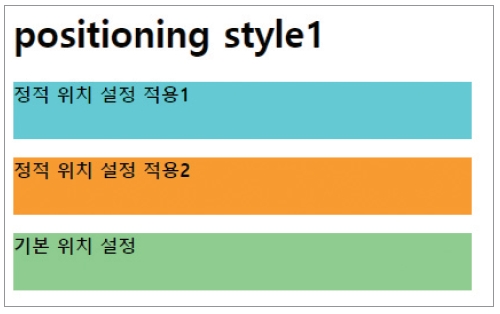 positioning style1
정적 위치 설정 적용1
정적 위치 설정 적용2
기본 위치 설정